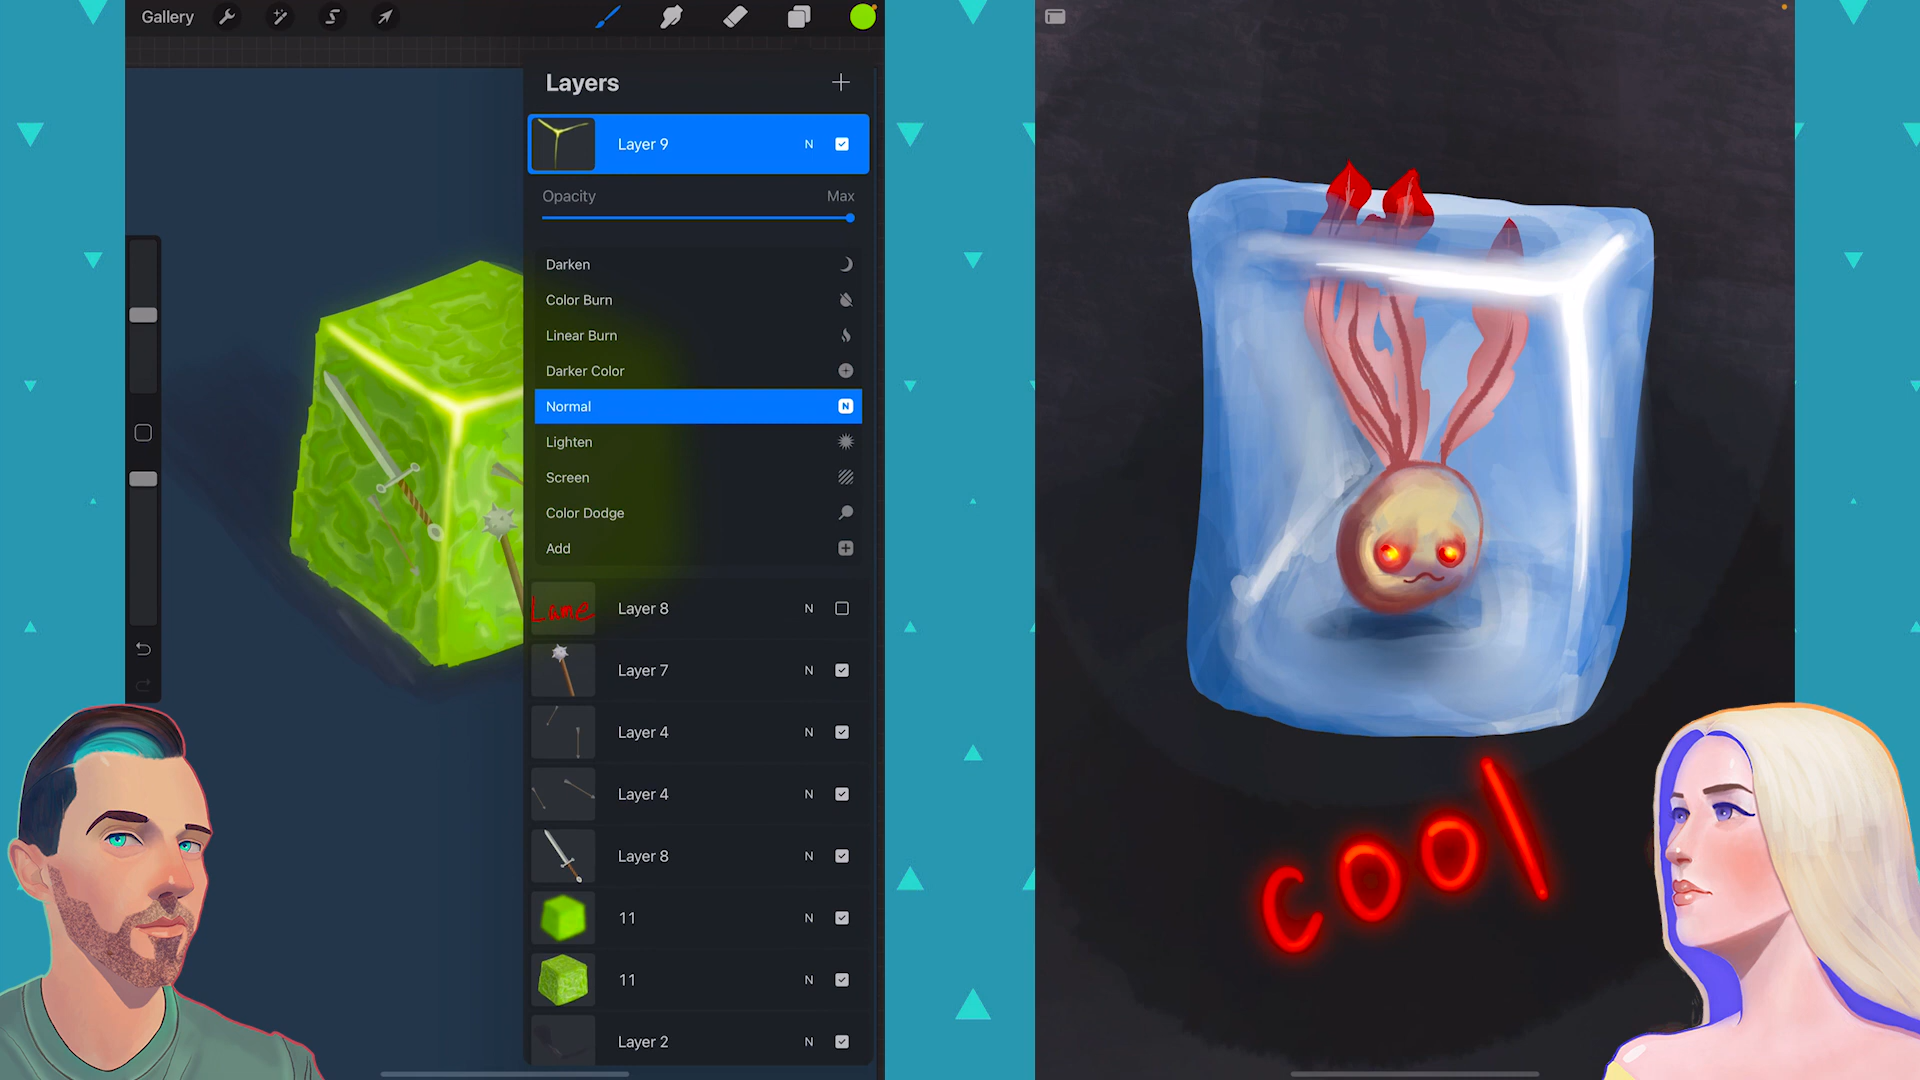 Gallery
Layers
Layer 9 N
Opacity Max
Darken
Color Burn
Linear Burn
Darker Color
Normal N
Lighten
Screen
Color Dodge
Add
Lame Layer 8 N
Layer 7 N
Layer 4 N
Layer 4 N
Layer 8 N
11 N
11 N
Layer 2 N
cool